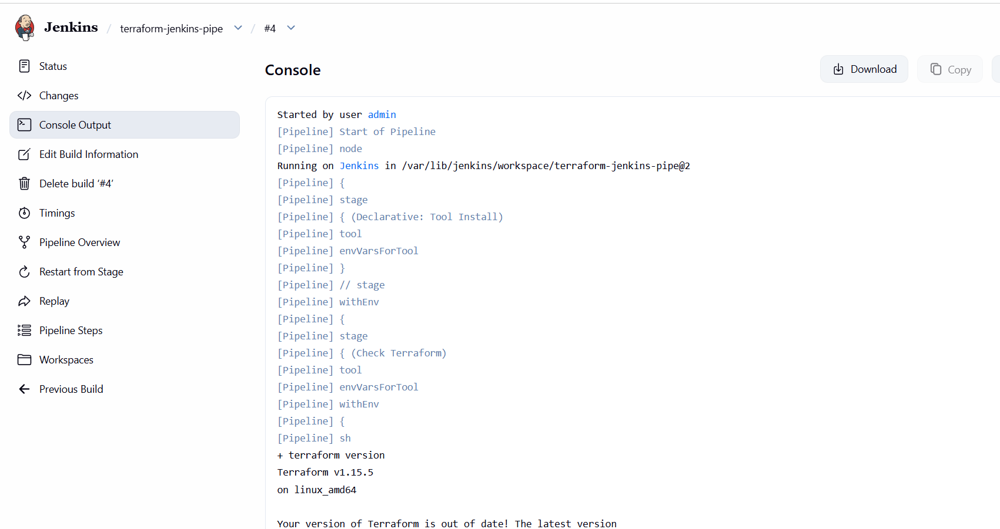 Jenkins / terraform-jenkins-pipe / #4
Status
Changes
Console Output
Edit Build Information
Delete build ‘#4’
Timings
Pipeline Overview
Restart from Stage
Replay
Pipeline Steps
Workspaces
Previous Build
Console
Download
Copy
Started by user admin
[Pipeline] Start of Pipeline
[Pipeline] node
Running on Jenkins in /var/lib/jenkins/workspace/terraform-jenkins-pipe@2
[Pipeline] {
[Pipeline] stage
[Pipeline] { (Declarative: Tool Install)
[Pipeline] tool
[Pipeline] envVarsForTool
[Pipeline] }
[Pipeline] // stage
[Pipeline] withEnv
[Pipeline] {
[Pipeline] stage
[Pipeline] { (Check Terraform)
[Pipeline] tool
[Pipeline] envVarsForTool
[Pipeline] withEnv
[Pipeline] {
[Pipeline] sh
+ terraform version
Terraform v1.15.5
on linux_amd64
Your version of Terraform is out of date! The latest version